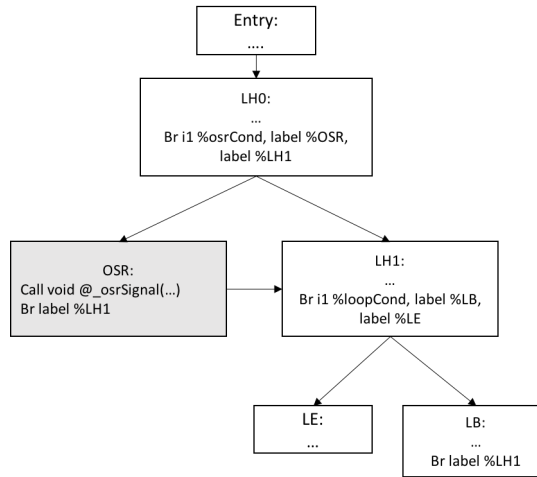 Entry:
....
LH0:
...
Br i1 %osrCond, label %OSR,
label %LH1
OSR:
Call void @_osrSignal(...)
Br label %LH1
LH1:
...
Br i1 %loopCond, label %LB,
label %LE
LE:
...
LB:
...
Br label %LH1